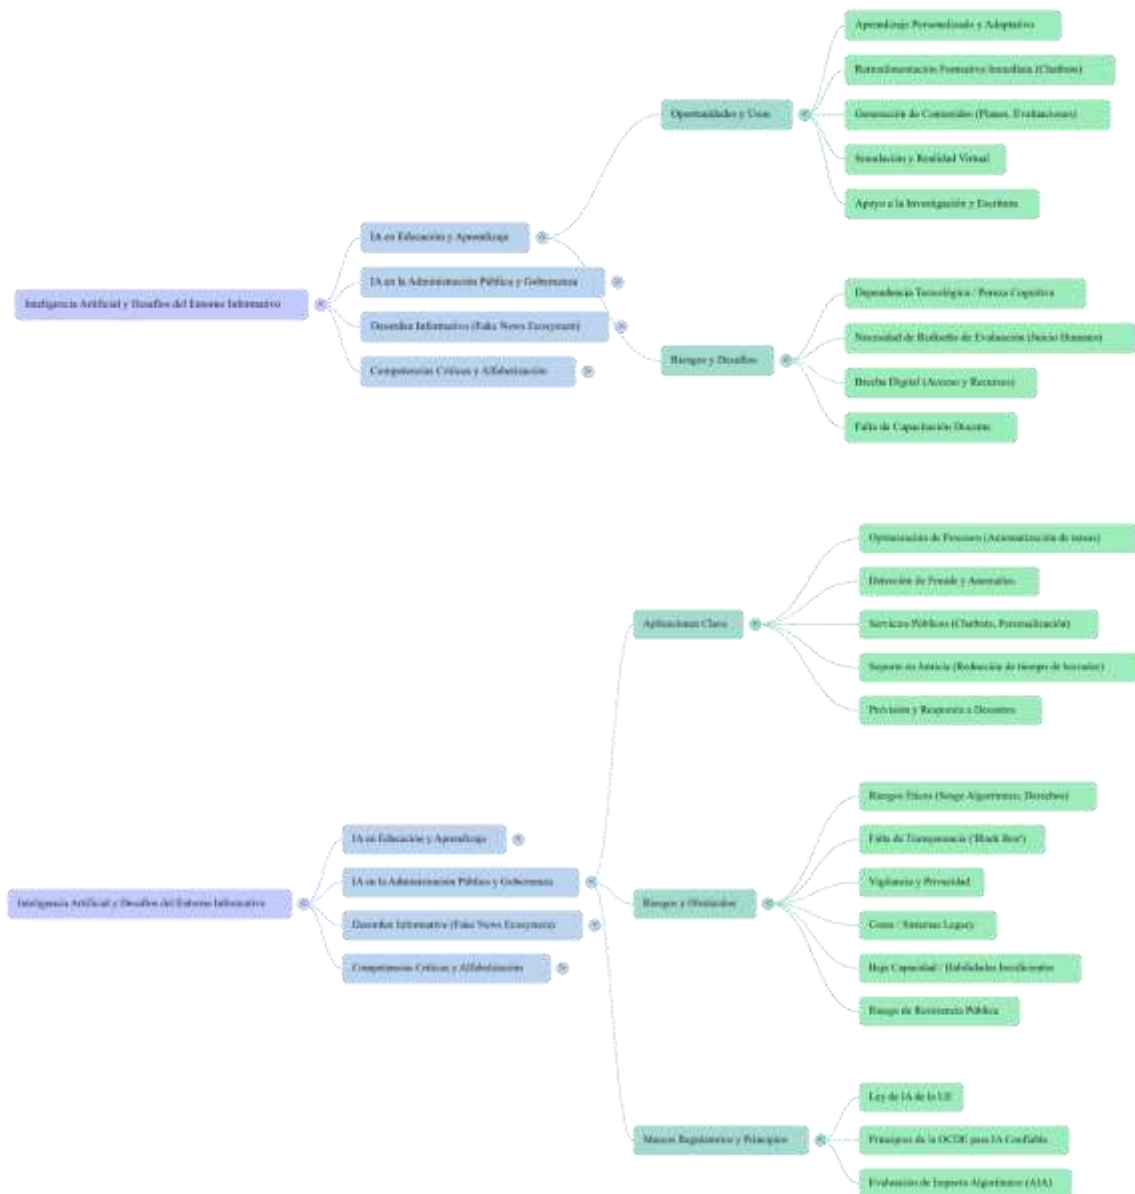 Aprendizaje Personalizado y Adaptativo
Retroalimentación Formativa Inmediata (Chatbots)
Oportunidades y Usos
Generación de Contenidos (Planes, Evaluaciones)
Simulación y Realidad Virtual
Apoyo a la Investigación y Escritura
IA en Educación y Aprendizaje
IA en la Administración Pública y Gobernanza
Inteligencia Artificial y Desafíos del Entorno Informativo
Desorden Informativo (Fake News Ecosystem)
Competencias Críticas y Alfabetización
Dependencia Tecnológica / Pereza Cognitiva
Necesidad de Rediseño de Evaluación (Juicio Humano)
Riesgos y Desafíos
Brecha Digital (Acceso y Recursos)
Falta de Capacitación Docente
Optimización de Procesos (Automatización de tareas)
Detección de Fraude y Anomalías
Aplicaciones Clave
Servicios Públicos (Chatbots, Personalización)
Soporte en Justicia (Reducción de tiempo de
Previsión y Respuesta a Desastres
Riesgos Éticos (Sesgo Algorítmico, Derechos)
Falta de Transparencia ('Black Box')
IA en Educación y Aprendizaje
IA en la Administración Pública y Gobernanza
Vigilancia y Privacidad
Inteligencia Artificial y Desafíos del Entorno Informativo
Riesgos y Obstáculos
Desorden Informativo (Fake News Ecosystem)
Costo / Sistemas Legacy
Competencias Críticas y Alfabetización
Baja Capacidad / Habilidades Insuficientes
Riesgo de Resistencia Pública
Ley de IA de la UE
Marcos Regulatorios y Principios
Principios de la OCDE para IA Confiable
Evaluación de Impacto Algorítmico (AIA)